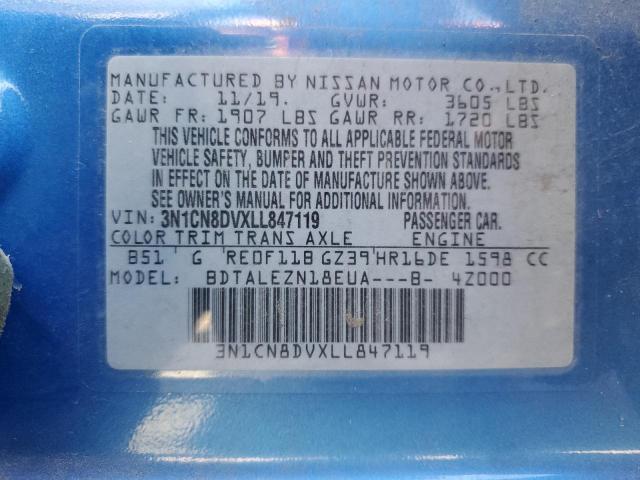 MANUFACTURED BY NISSAN MOTOR CO.,LTD.
DATE: 11/19. GVWR: 3605 LBS
GAWR FR: 1907 LBS GAWR RR: 1720 LBS
THIS VEHICLE CONFORMS TO ALL APPLICABLE FEDERAL MOTOR
VEHICLE SAFETY, BUMPER AND THEFT PREVENTION STANDARDS
IN EFFECT ON THE DATE OF MANUFACTURE SHOWN ABOVE.
SEE OWNER'S MANUAL FOR ADDITIONAL INFORMATION.
VIN: 3N1CN8DVXLL847119 PASSENGER CAR.
COLOR TRIM TRANS AXLE ENGINE
B51 G RE0F11B GZ39 HR16DE 1598 CC
MODEL: BDTALEZN18EUA---B- 4Z000
3N1CN8DVXLL847119